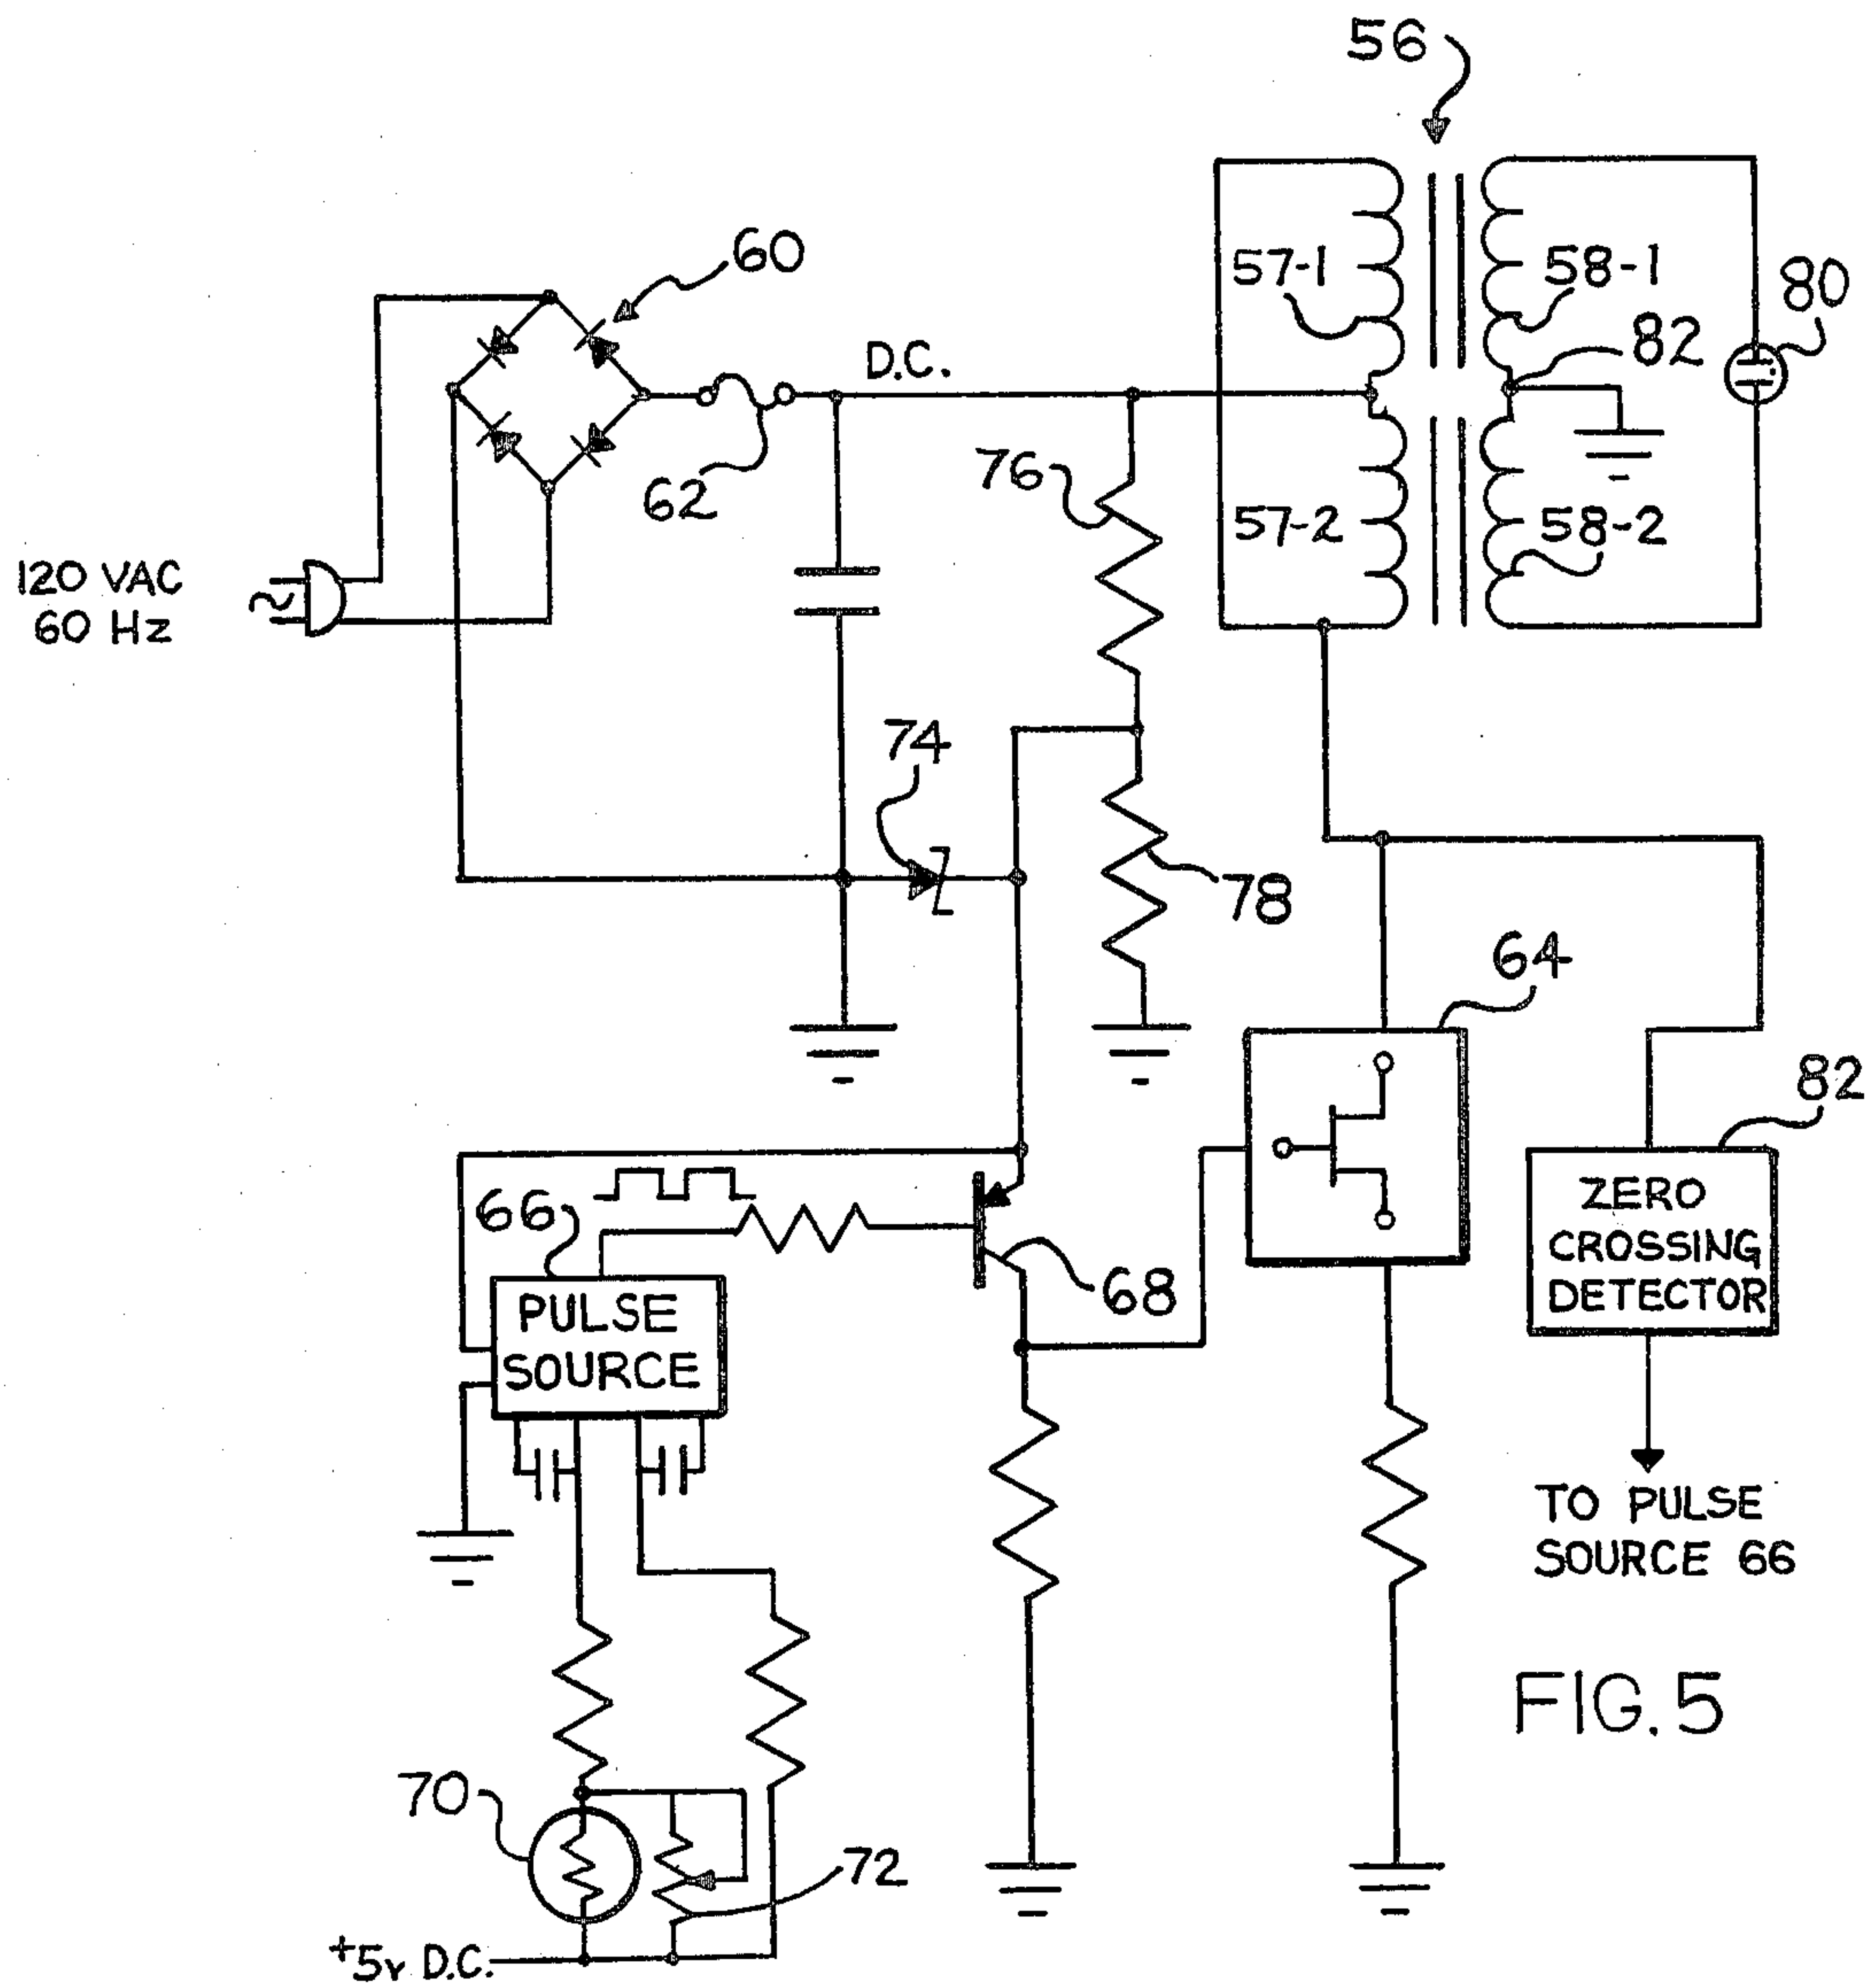 56
60
57-1
58-1
80
82
D.C.
62
76
57-2
58-2
120 VAC
60 Hz
74
78
64
82
66
ZERO
CROSSING
DETECTOR
68
PULSE
SOURCE
TO PULSE
SOURCE 66
FIG. 5
70
72
+5v D.C.